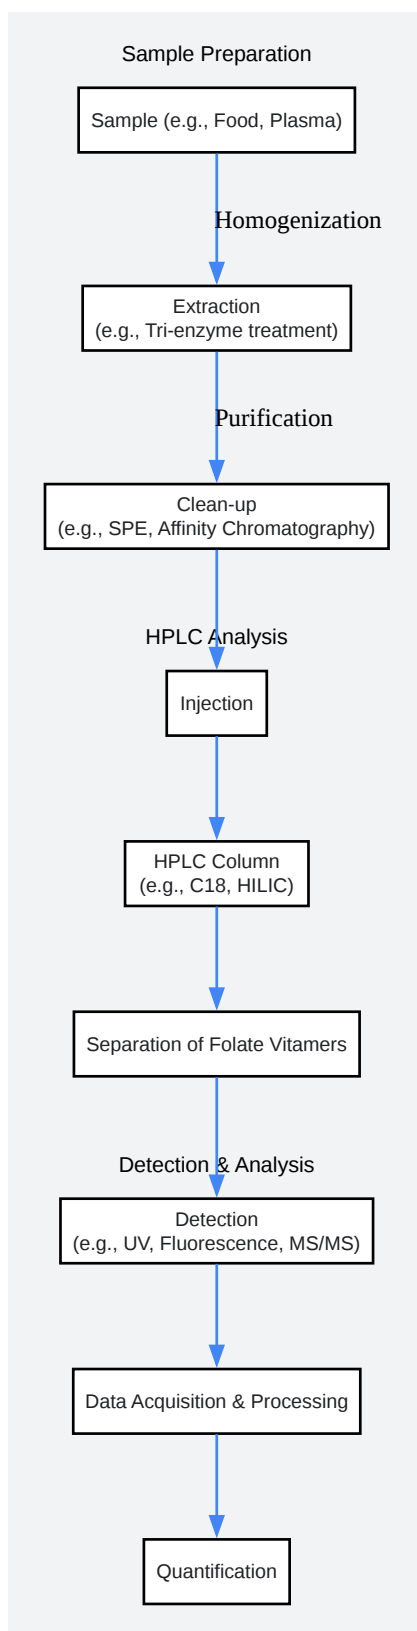 Sample Preparation
Sample (e.g., Food, Plasma)
Homogenization
Extraction
(e.g., Tri-enzyme treatment)
Purification
Clean-up
(e.g., SPE, Affinity Chromatography)
HPLC Analysis
Injection
HPLC Column
(e.g., C18, HILIC)
Separation of Folate Vitamers
Detection & Analysis
Detection
(e.g., UV, Fluorescence, MS/MS)
Data Acquisition & Processing
Quantification